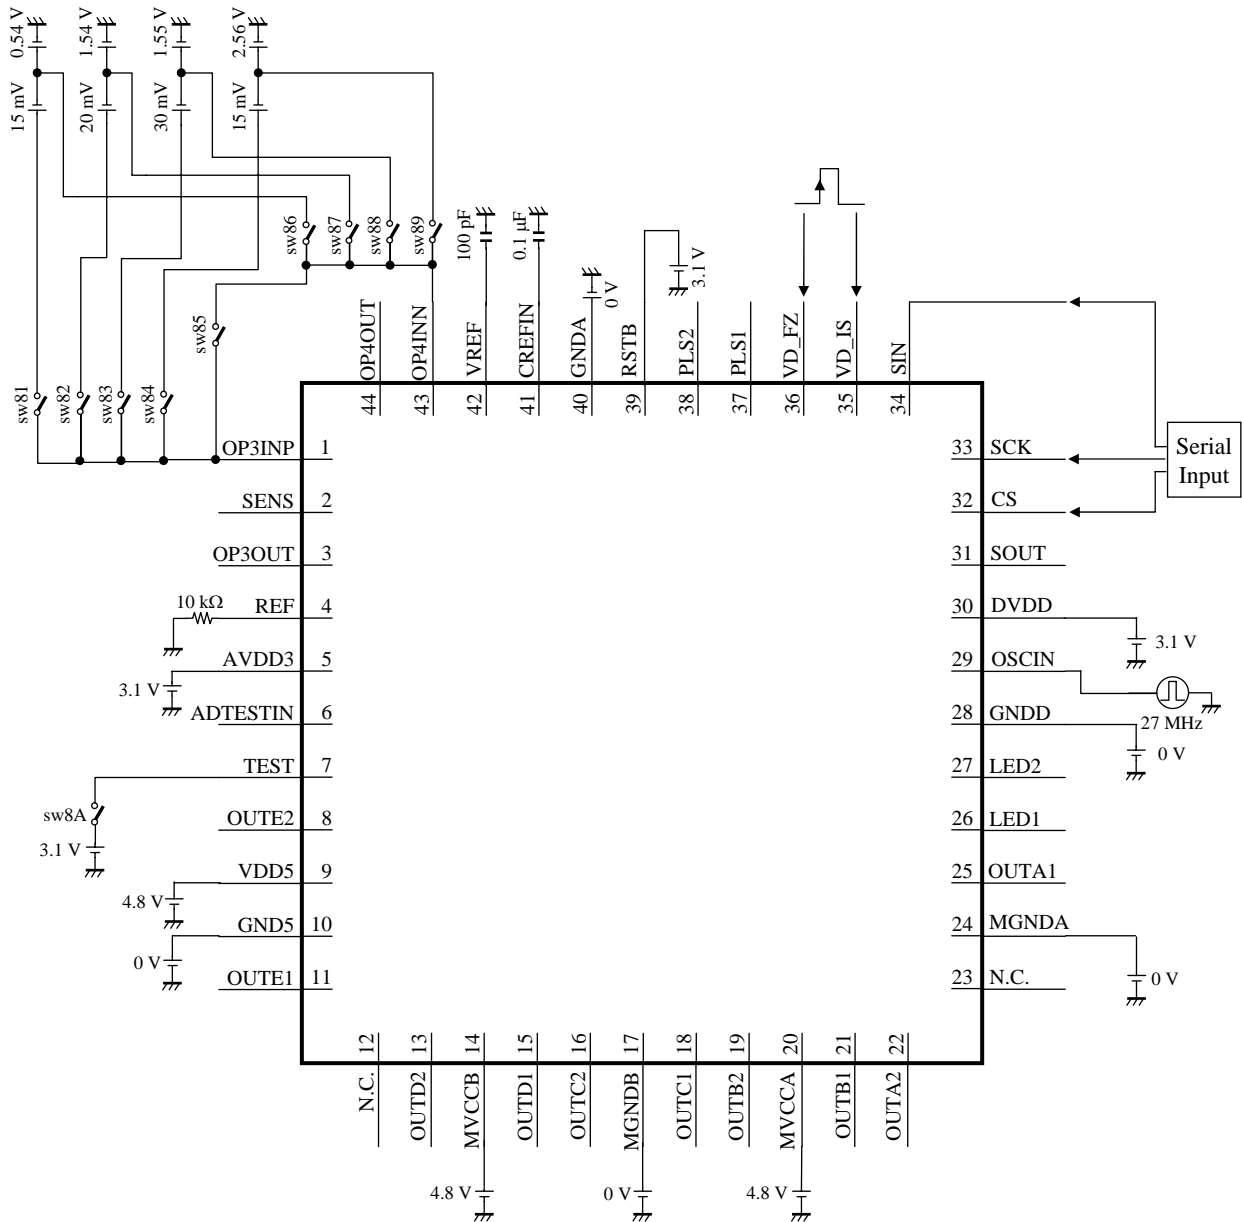 0.54 V
1.54 V
1.55 V
2.56 V
15 mV
20 mV
30 mV
15 mV
sw86
sw87
sw88
sw89
100 pF
0.1 µF
0 V
3.1 V
sw85
sw81
sw82
sw83
sw84
OP4OUT
OP4INN
VREF
CREFIN
GNDA
RSTB
PLS2
PLS1
VD_FZ
VD_IS
SIN
44
43
42
41
40
39
38
37
36
35
34
OP3INP 1
SENS 2
OP3OUT 3
10 kΩ REF 4
AVDD3 5
3.1 V
ADTESTIN 6
TEST 7
sw8A
OUTE2 8
3.1 V
VDD5 9
4.8 V
GND5 10
0 V
OUTE1 11
33 SCK
Serial
Input
32 CS
31 SOUT
30 DVDD
3.1 V
29 OSCIN
27 MHz
28 GNDD
0 V
27 LED2
26 LED1
25 OUTA1
24 MGNDA
0 V
23 N.C.
12
13
14
15
16
17
18
19
20
21
22
N.C.
OUTD2
MVCCB
OUTD1
OUTC2
MGNDB
OUTC1
OUTB2
MVCCA
OUTB1
OUTA2
4.8 V
0 V
4.8 V